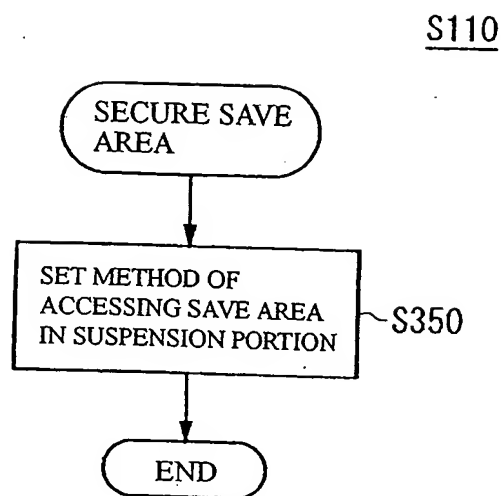 S110
SECURE SAVE
AREA
SET METHOD OF
ACCESSING SAVE AREA
IN SUSPENSION PORTION
S350
END